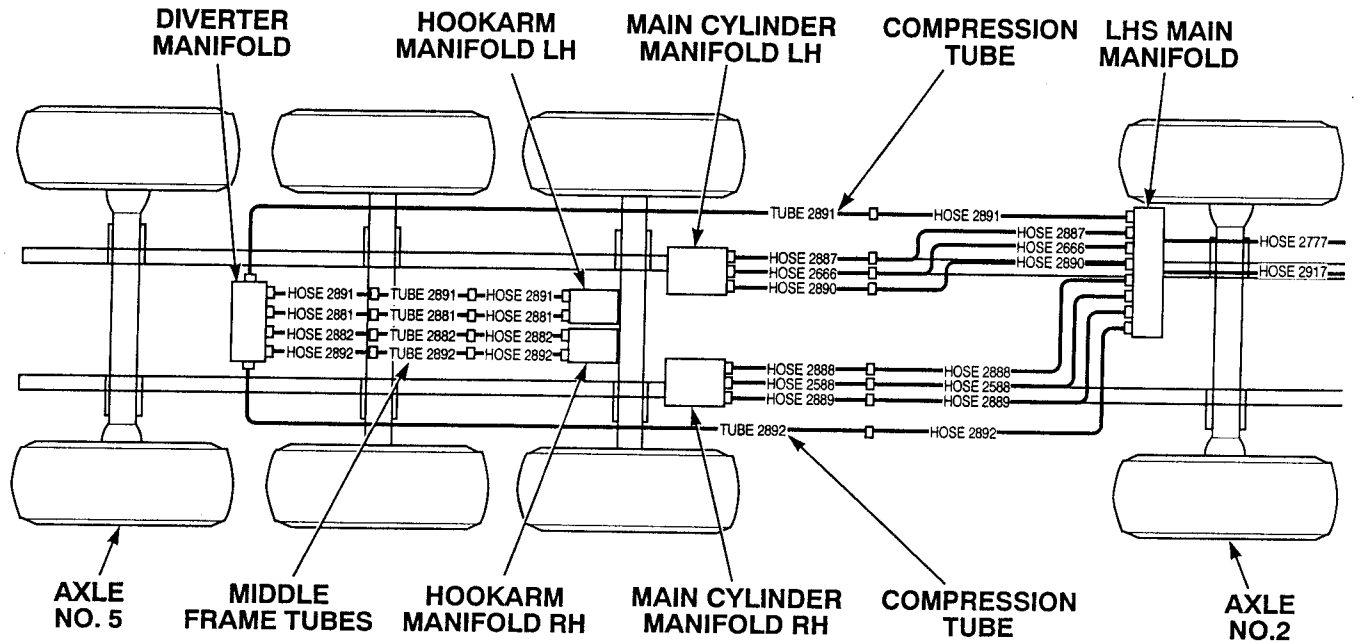 DIVERTER
MANIFOLD
HOOKARM
MANIFOLD LH
MAIN CYLINDER
MANIFOLD LH
COMPRESSION
TUBE
LHS MAIN
MANIFOLD
TUBE 2891
HOSE 2891
HOSE 2887
HOSE 2666
HOSE 2890
HOSE 2777
HOSE 2917
HOSE 2887
HOSE 2666
HOSE 2890
HOSE 2891 TUBE 2891 HOSE 2891
HOSE 2881 TUBE 2881 HOSE 2881
HOSE 2882 TUBE 2882 HOSE 2882
HOSE 2892 TUBE 2892 HOSE 2892
HOSE 2888 HOSE 2888
HOSE 2588 HOSE 2588
HOSE 2889 HOSE 2889
TUBE 2892 HOSE 2892
AXLE
NO. 5
MIDDLE
FRAME TUBES
HOOKARM
MANIFOLD RH
MAIN CYLINDER
MANIFOLD RH
COMPRESSION
TUBE
AXLE
NO.2